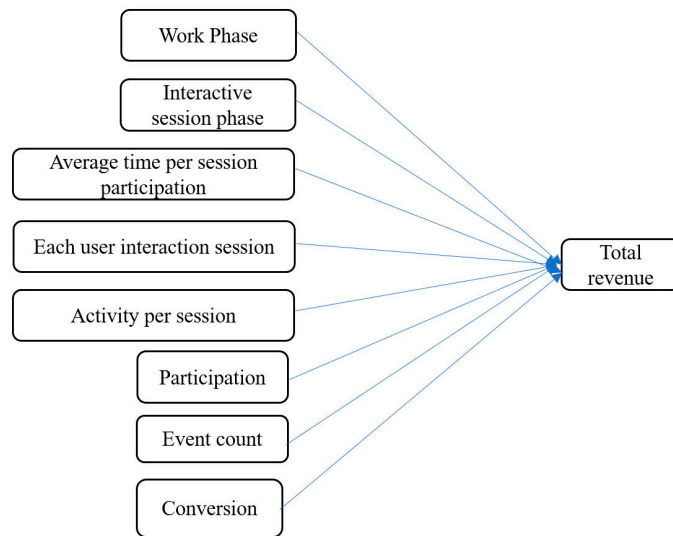 Work Phase
Interactive
session phase
Average time per session
participation
Each user interaction session
Total
revenue
Activity per session
Participation
Event count
Conversion